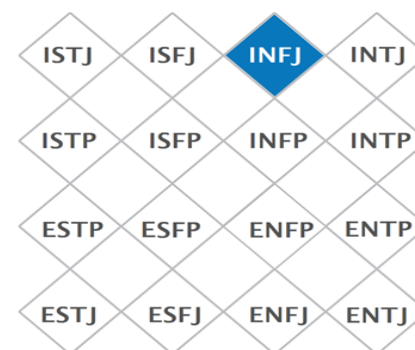 ISTJ ISFJ INFJ INTJ
ISTP ISFP INFP INTP
ESTP ESFP ENFP ENTP
ESTJ ESFJ ENFJ ENTJ